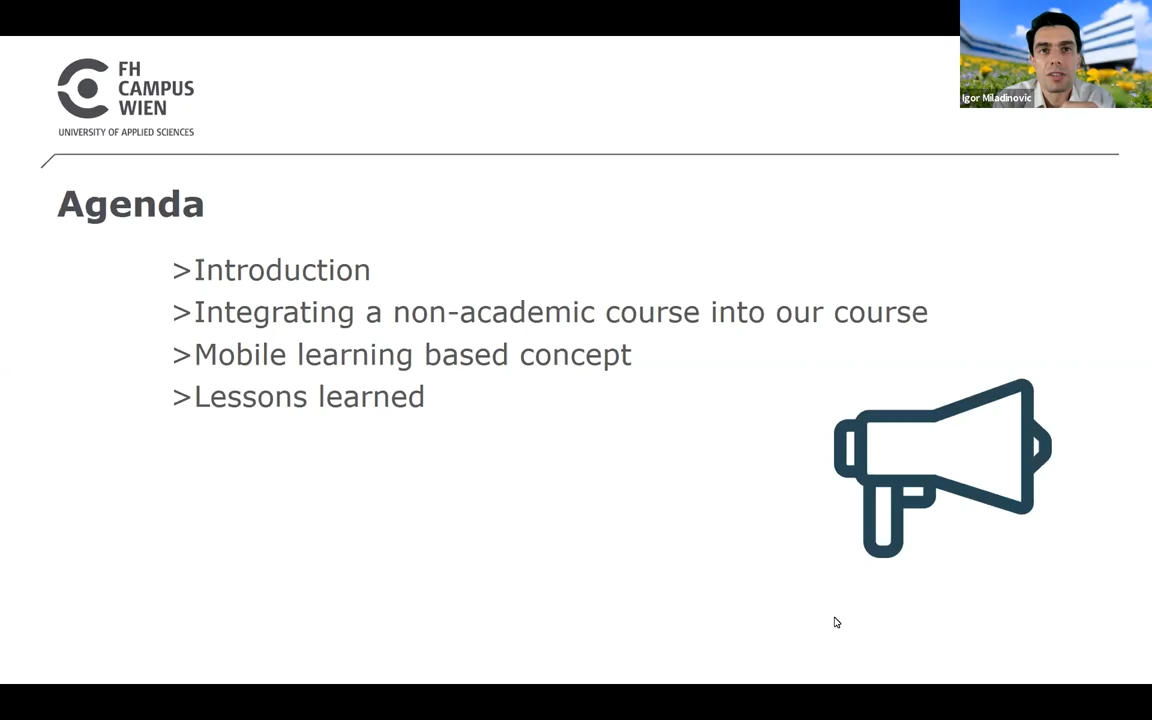 FH
CAMPUS
WIEN
UNIVERSITY OF APPLIED SCIENCES
Igor Miladinovic
Agenda
>Introduction
>Integrating a non-academic course into our course
>Mobile learning based concept
>Lessons learned